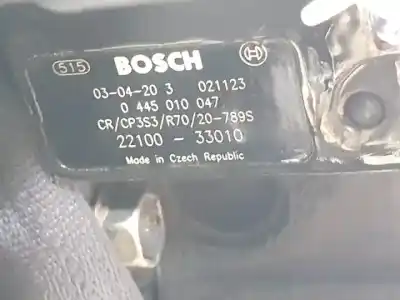 515 BOSCH
03-04-20 3 021123
0 445 010 047
CR/CP3S3/R70/20-789S
22100-33010
Made in Czech Republic